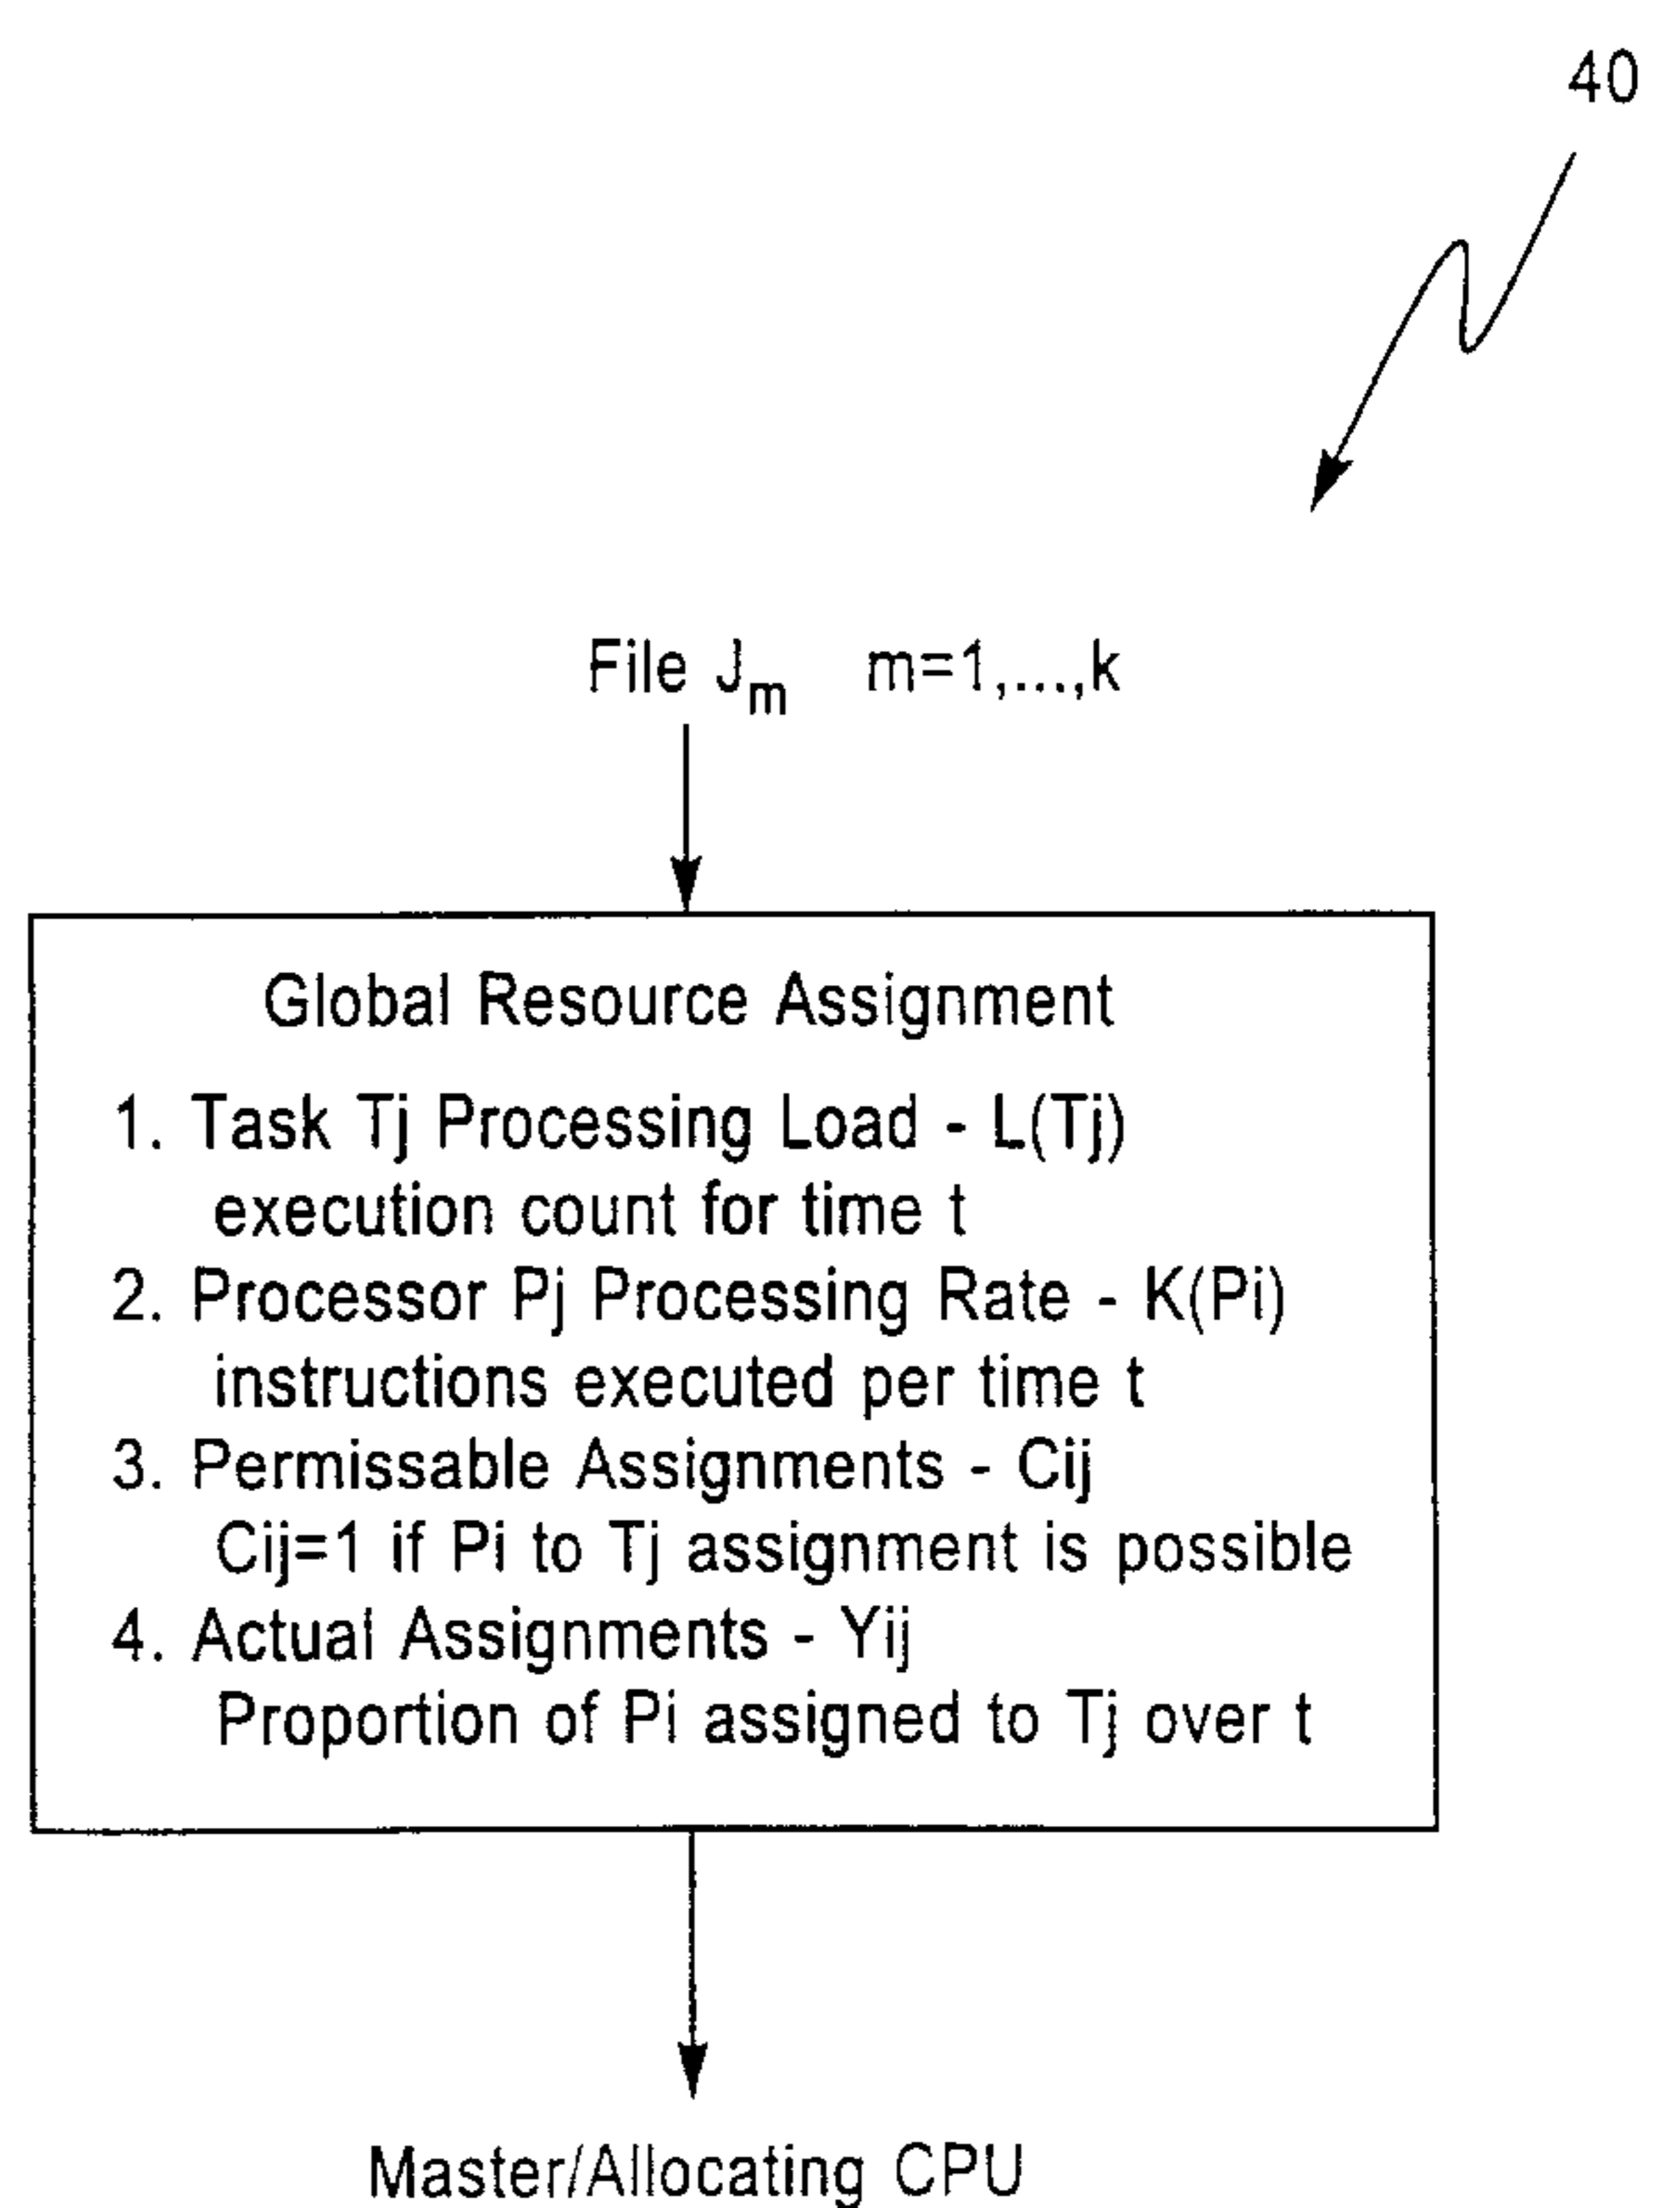 40
File Jm m=1,...,k
Global Resource Assignment
1. Task Tj Processing Load - L(Tj)
execution count for time t
2. Processor Pj Processing Rate - K(Pi)
instructions executed per time t
3. Permissable Assignments - Cij
Cij=1 if Pi to Tj assignment is possible
4. Actual Assignments - Yij
Proportion of Pi assigned to Tj over t
Master/Allocating CPU